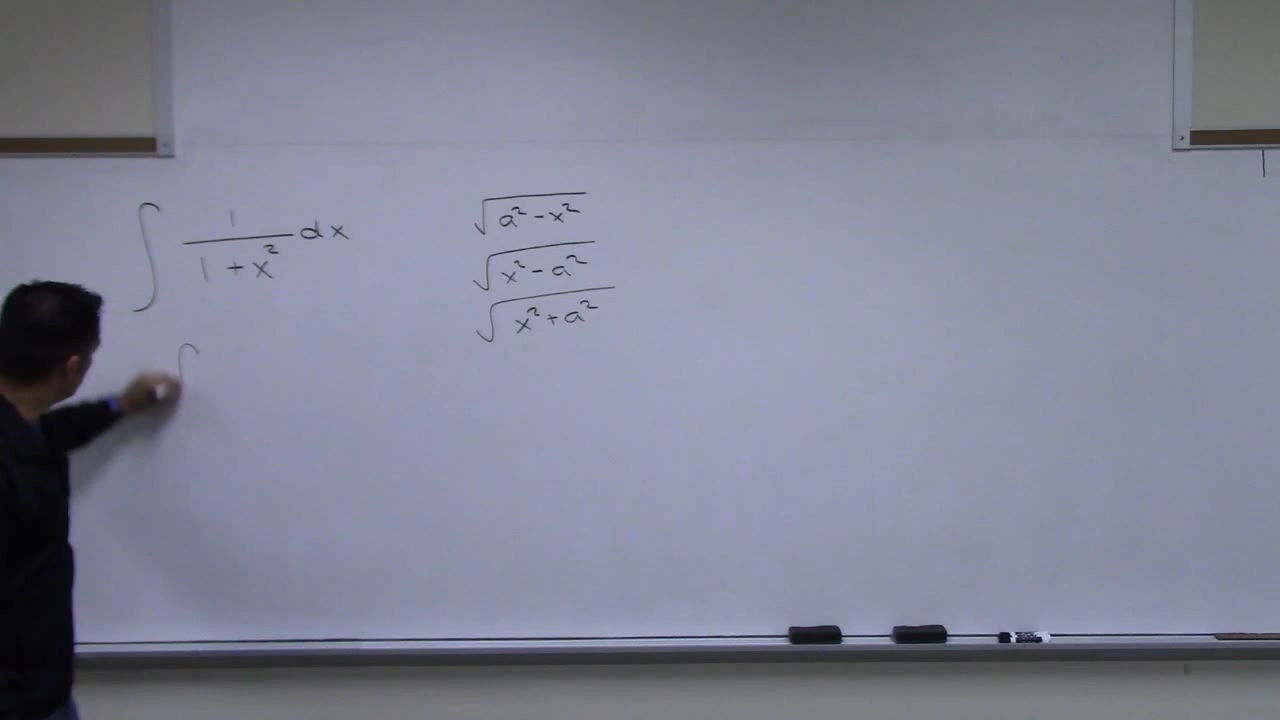 ∫ 1/(1+x²) dx
√(a²-x²)
√(x²-a²)
√(x²+a²)
∫